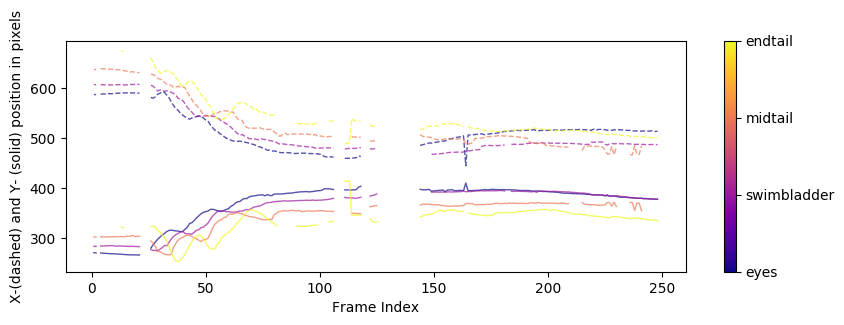 X-(dashed) and Y- (solid) position in pixels
600
500
400
300
0
50
100
150
200
250
Frame Index
endtail
midtail
swimbladder
eyes